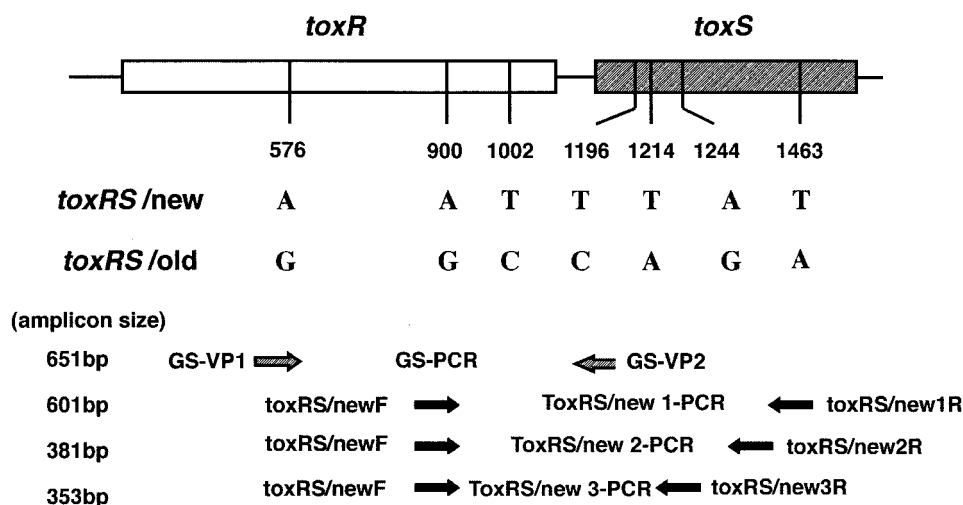 toxR toxS
576 900 1002 1196 1214 1244 1463
toxRS/new A A T T T A T
toxRS/old G G C C A G A
(amplicon size)
651bp GS-VP1 GS-PCR GS-VP2
601bp toxRS/newF ToxRS/new 1-PCR toxRS/new1R
381bp toxRS/newF ToxRS/new 2-PCR toxRS/new2R
353bp toxRS/newF ToxRS/new 3-PCR toxRS/new3R